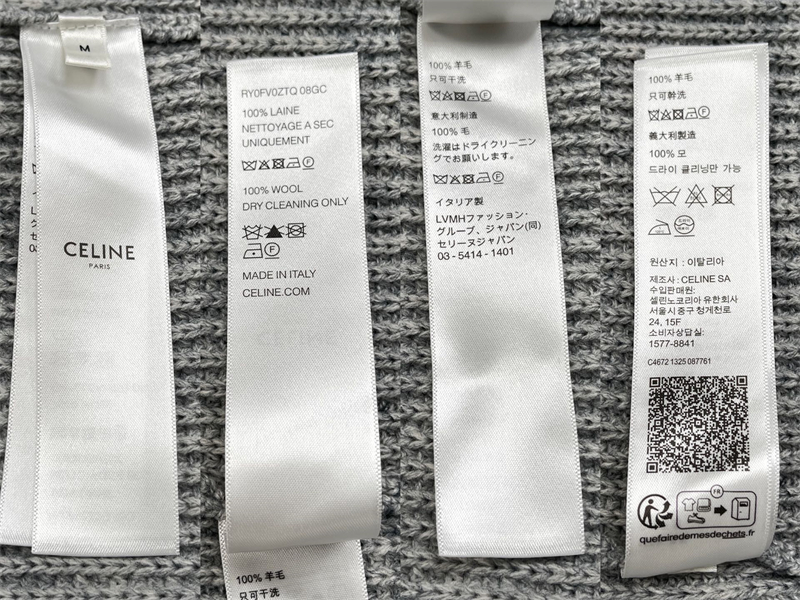 M
CELINE
PARIS
RY0FV0ZTQ 08GC
100% LAINE
NETTOYAGE A SEC
UNIQUEMENT
100% WOOL
DRY CLEANING ONLY
MADE IN ITALY
CELINE.COM
100% 羊毛
只可干洗
100% 羊毛
只可干洗
意大利制造
100% 毛
洗濯はドライクリーニン
グでお願いします。
イタリア製
LVMHファッション・
グループ、ジャパン(同)
セリーヌジャパン
03 - 5414 - 1401
100% 羊毛
只可幹洗
義大利製造
100% 모
드라이 클리닝만 가능
원산지 : 이탈리아
제조사 : CELINE SA
수입판매원:
셀린느코리아 유한회사
서울시 중구 청계천로
24, 15F
소비자상담실:
1577-8841
C4672 1325 087761
FR
quefairedemesdechets.fr